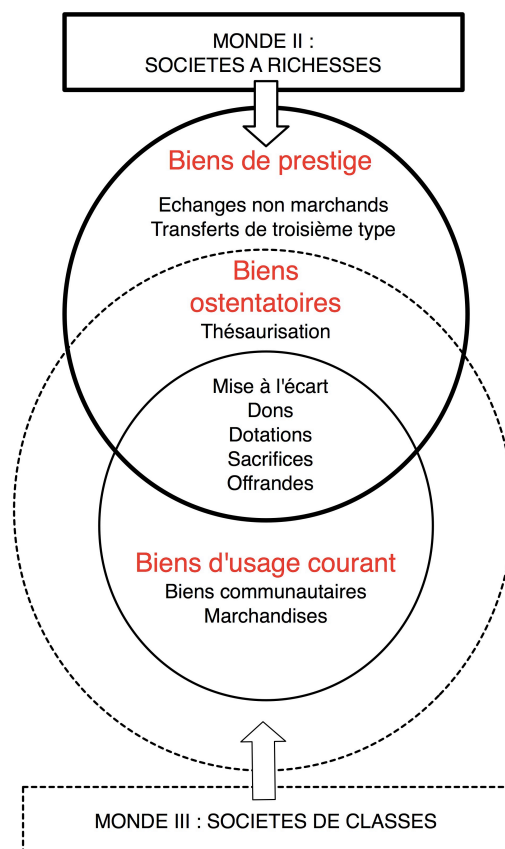 MONDE II :
SOCIETES A RICHESSES
Biens de prestige
Echanges non marchands
Transferts de troisième type
Biens
ostentatoires
Thésaurisation
Mise à l'écart
Dons
Dotations
Sacrifices
Offrandes
Biens d'usage courant
Biens communautaires
Marchandises
MONDE III : SOCIETES DE CLASSES